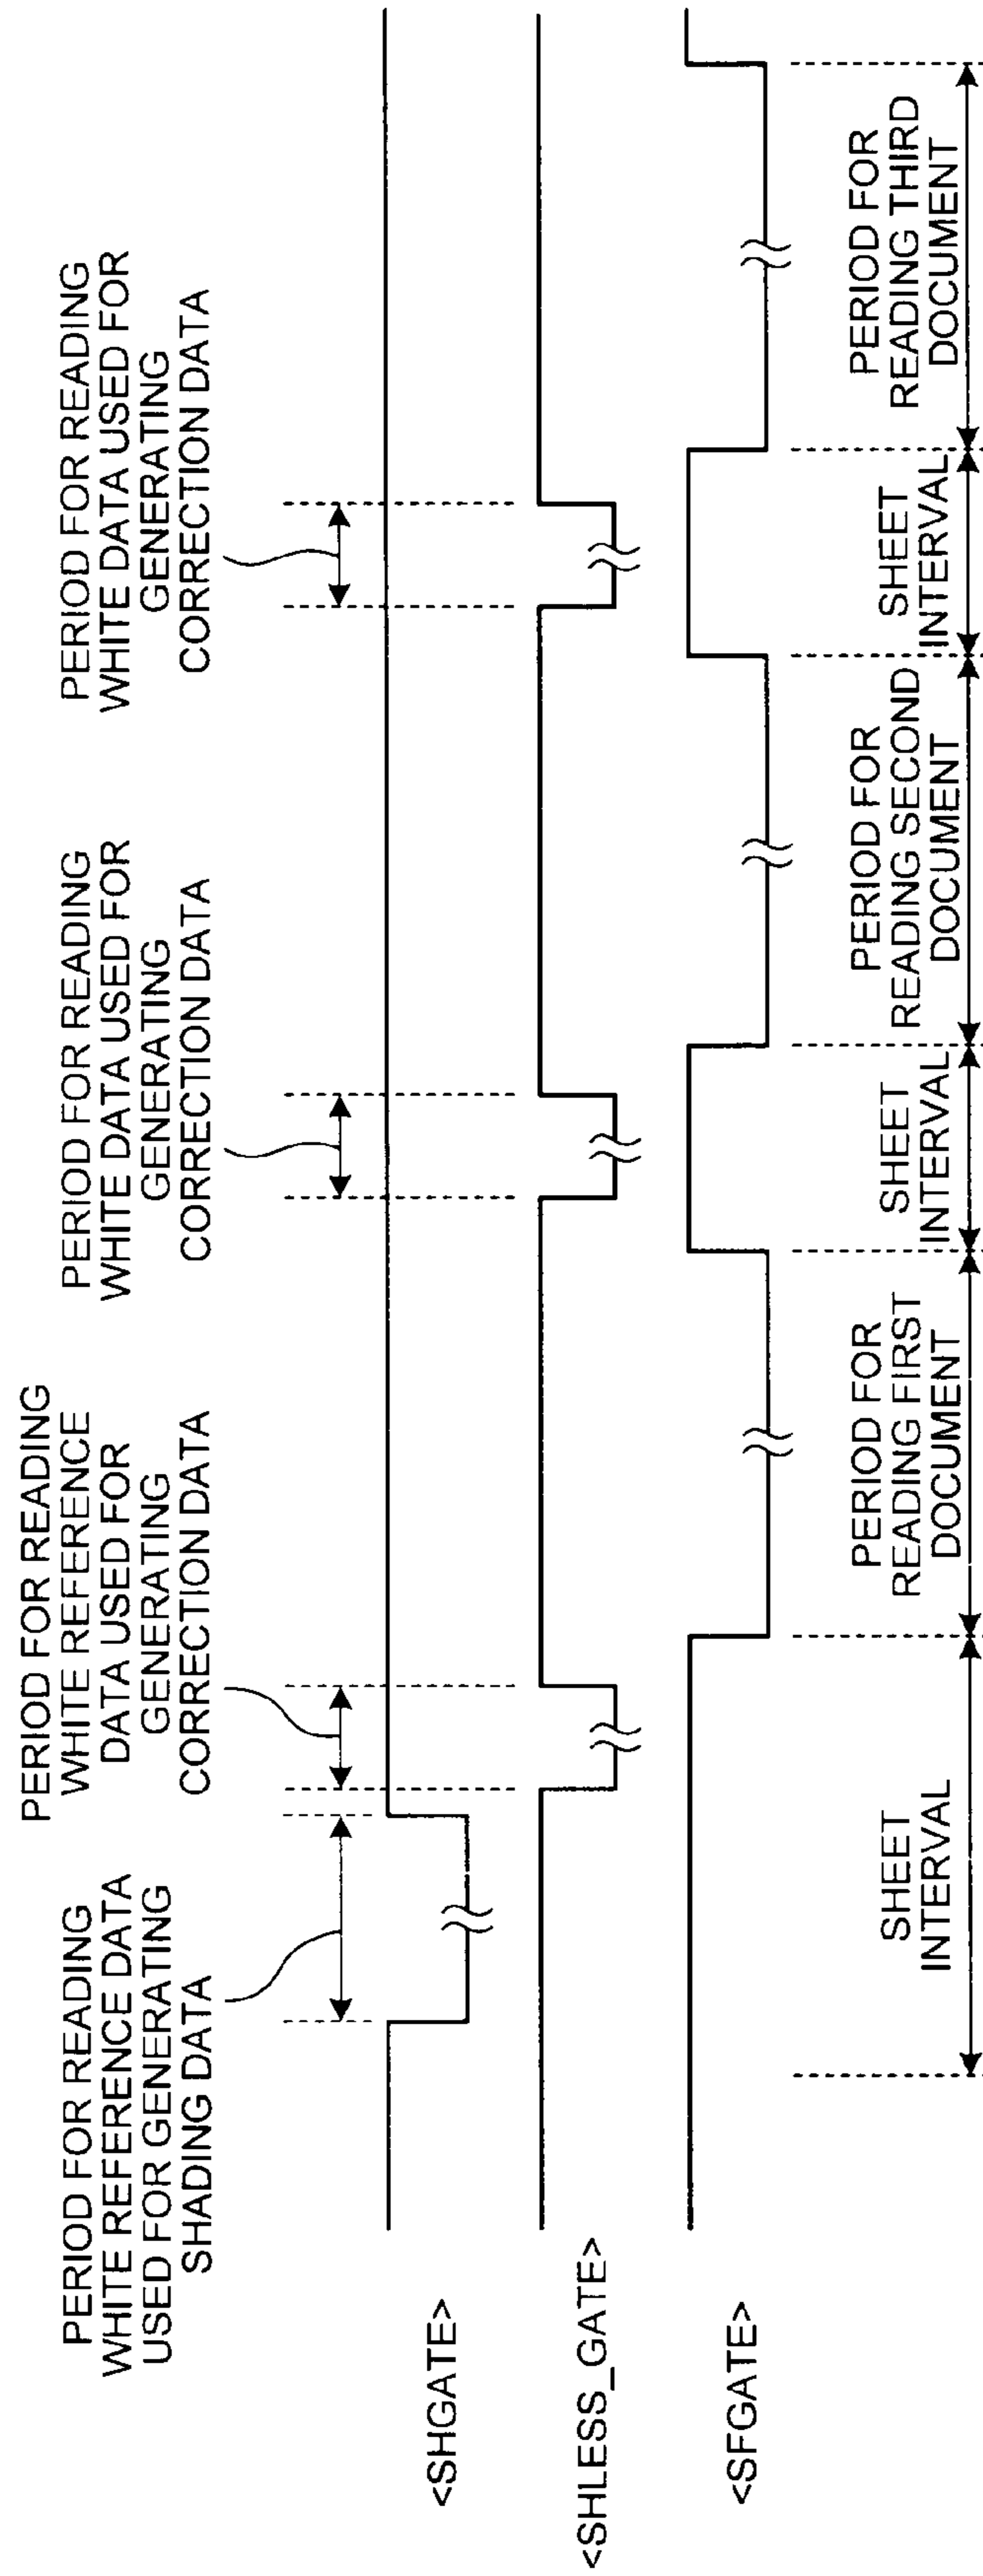 PERIOD FOR READING
WHITE REFERENCE DATA
USED FOR GENERATING
SHADING DATA
PERIOD FOR READING
WHITE REFERENCE
DATA USED FOR
GENERATING
CORRECTION DATA
PERIOD FOR READING
WHITE DATA USED FOR
GENERATING
CORRECTION DATA
PERIOD FOR READING
WHITE DATA USED FOR
GENERATING
CORRECTION DATA
<SHGATE>
<SHLESS_GATE>
<SFGATE>
SHEET
INTERVAL
PERIOD FOR
READING FIRST
DOCUMENT
SHEET
INTERVAL
PERIOD FOR
READING SECOND
DOCUMENT
SHEET
INTERVAL
PERIOD FOR
READING THIRD
DOCUMENT